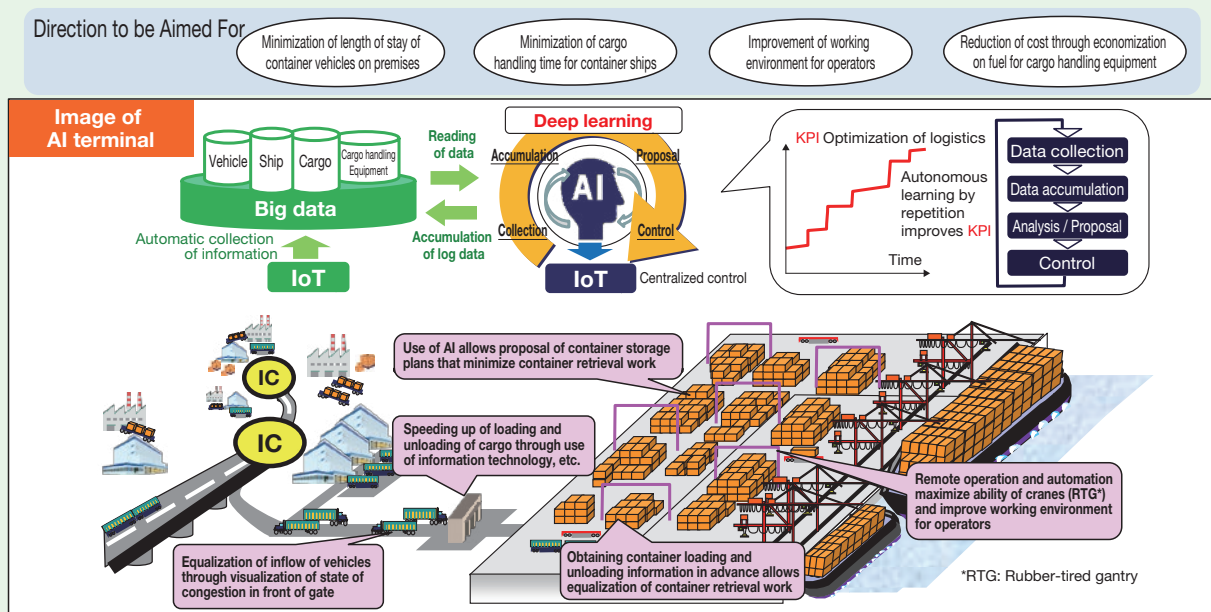 Direction to be Aimed For
Minimization of length of stay of
container vehicles on premises
Minimization of cargo
handling time for container ships
Improvement of working
environment for operators
Reduction of cost through economization
on fuel for cargo handling equipment
Image of
AI terminal
Vehicle
Ship
Cargo
Cargo handling
Equipment
Big data
Automatic collection
of information
IoT
Reading
of data
Accumulation
of log data
Deep learning
Accumulation
Proposal
AI
Collection
Control
IoT
Centralized control
KPI Optimization of logistics
Autonomous
learning by
repetition
improves KPI
Time
Data collection
Data accumulation
Analysis / Proposal
Control
IC
IC
Use of AI allows proposal of container storage
plans that minimize container retrieval work
Speeding up of loading and
unloading of cargo through use
of information technology, etc.
Remote operation and automation
maximize ability of cranes (RTG*)
and improve working environment
for operators
Equalization of inflow of vehicles
through visualization of state of
congestion in front of gate
Obtaining container loading and
unloading information in advance allows
equalization of container retrieval work
*RTG: Rubber-tired gantry